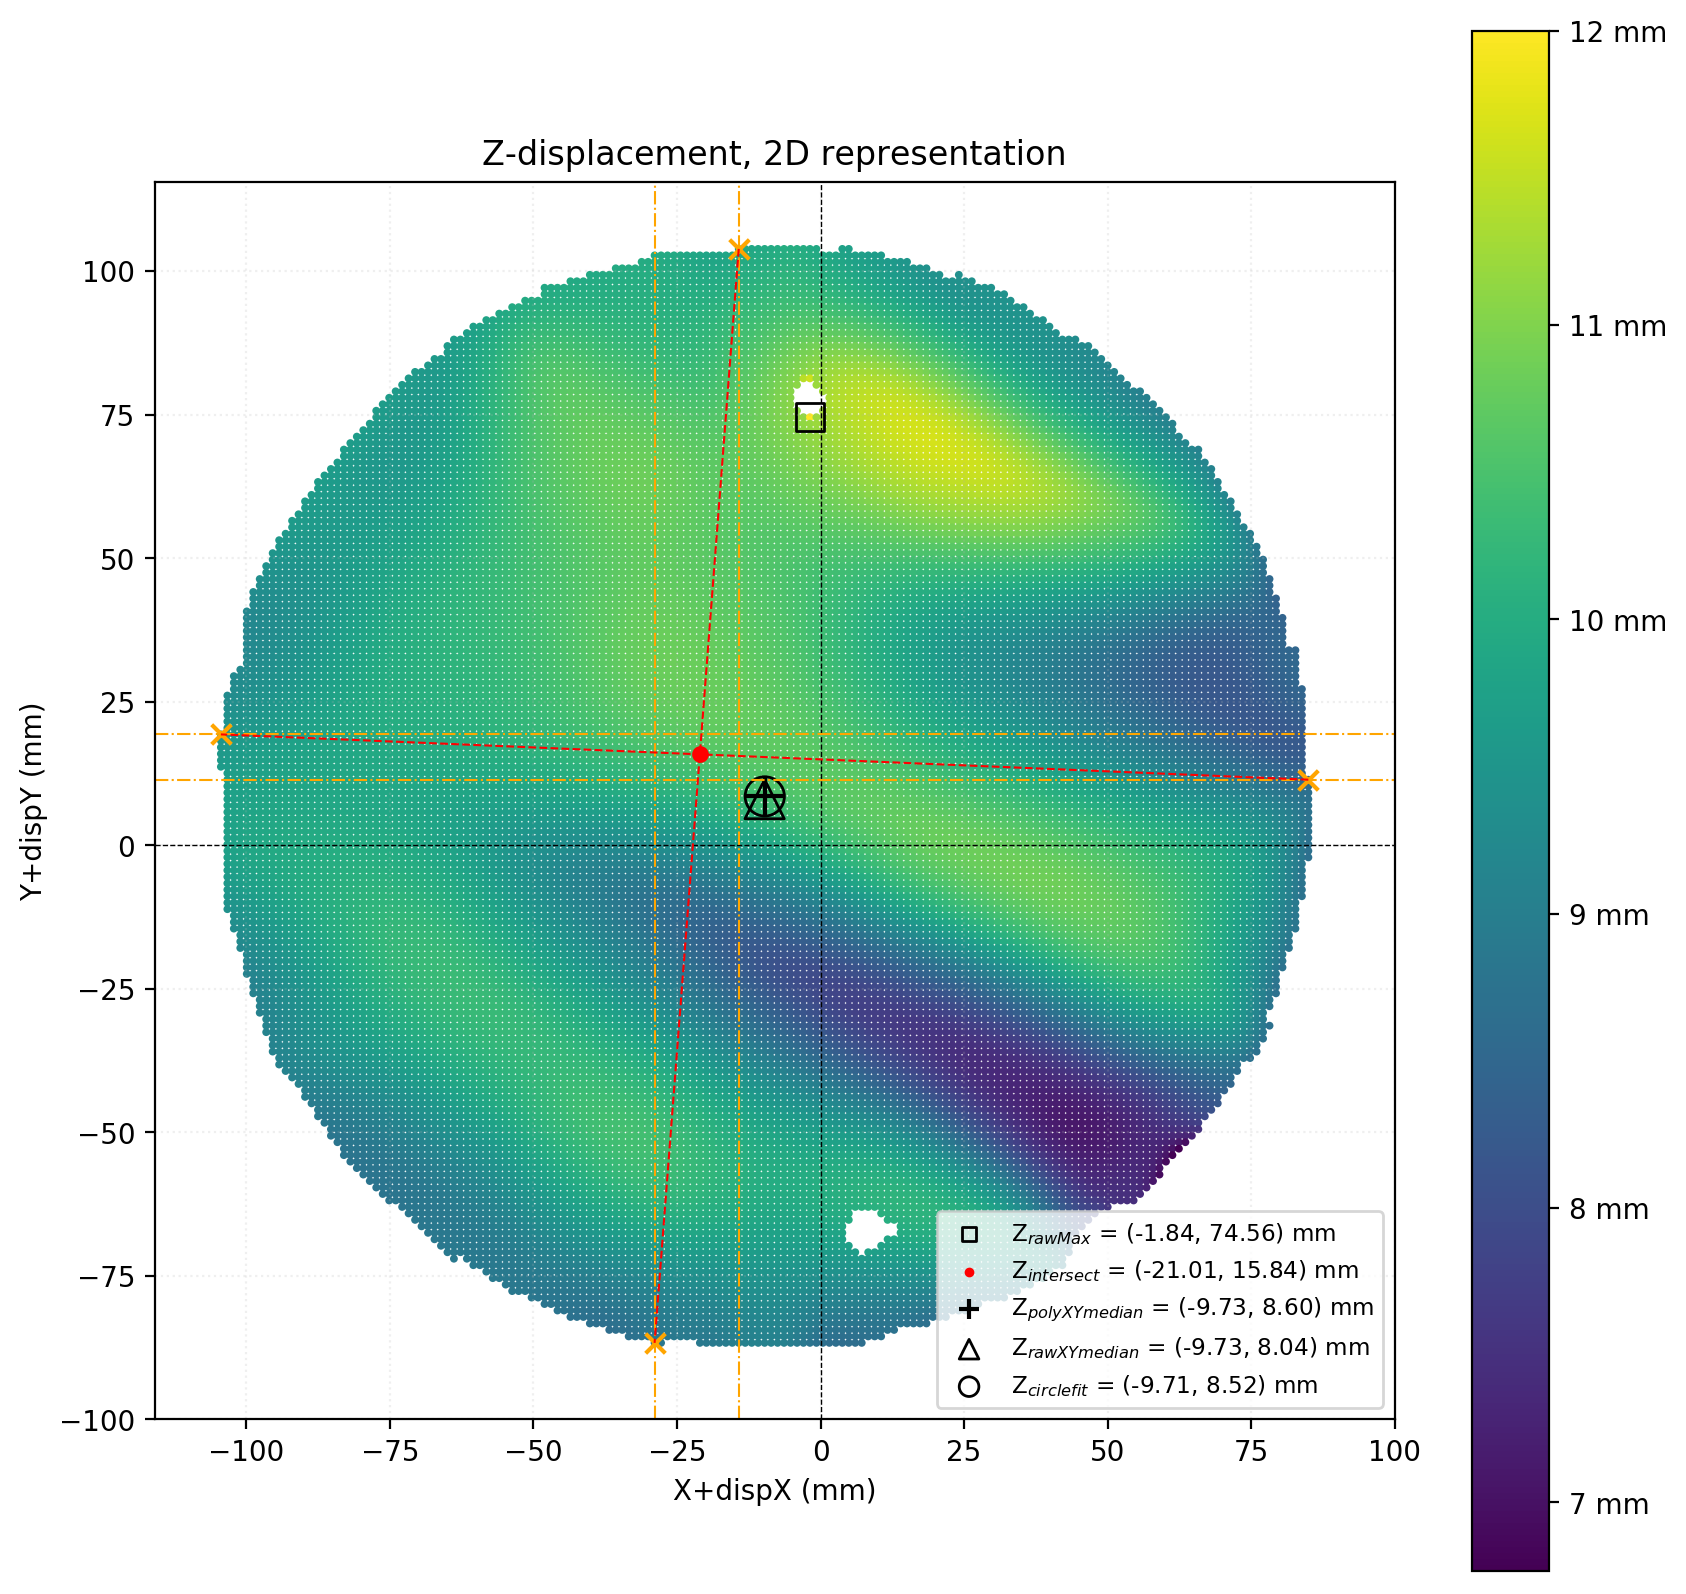 Z-displacement, 2D representation
12 mm
11 mm
10 mm
9 mm
8 mm
7 mm
Y+dispY (mm)
100
75
50
25
0
−25
−50
−75
−100
Z_rawMax = (-1.84, 74.56) mm
Z_intersect = (-21.01, 15.84) mm
Z_polyXYmedian = (-9.73, 8.60) mm
Z_rawXYmedian = (-9.73, 8.04) mm
Z_circlefit = (-9.71, 8.52) mm
−100 −75 −50 −25 0 25 50 75 100
X+dispX (mm)